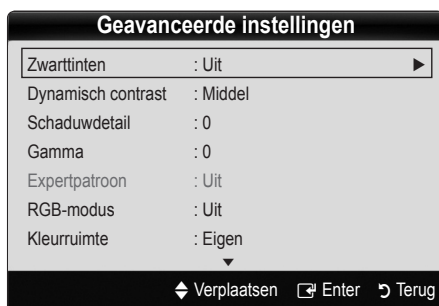 Geavanceerde instellingen
Zwarttinten : Uit
Dynamisch contrast : Middel
Schaduwdetail : 0
Gamma : 0
Expertpatroon : Uit
RGB-modus : Uit
Kleurruimte : Eigen
Verplaatsen Enter Terug